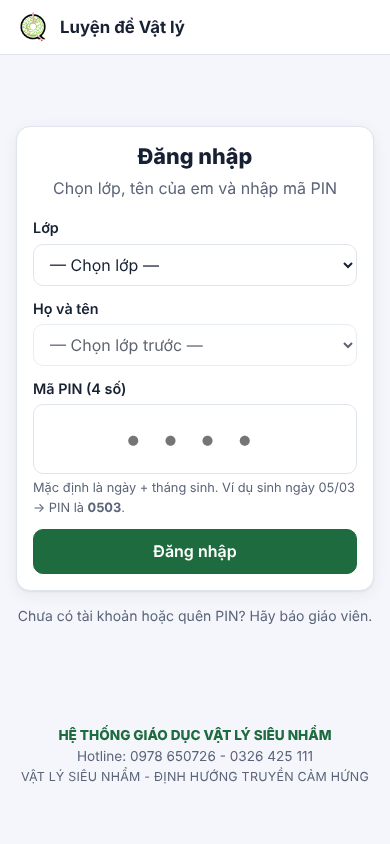 Luyện đề Vật lý
Đăng nhập
Chọn lớp, tên của em và nhập mã PIN
Lớp
— Chọn lớp —
Họ và tên
— Chọn lớp trước —
Mã PIN (4 số)
Mặc định là ngày + tháng sinh. Ví dụ sinh ngày 05/03
→ PIN là 0503.
Đăng nhập
Chưa có tài khoản hoặc quên PIN? Hãy báo giáo viên.
HỆ THỐNG GIÁO DỤC VẬT LÝ SIÊU NHẦM
Hotline: 0978 650726 - 0326 425 111
VẬT LÝ SIÊU NHẦM - ĐỊNH HƯỚNG TRUYỀN CẢM HỨNG